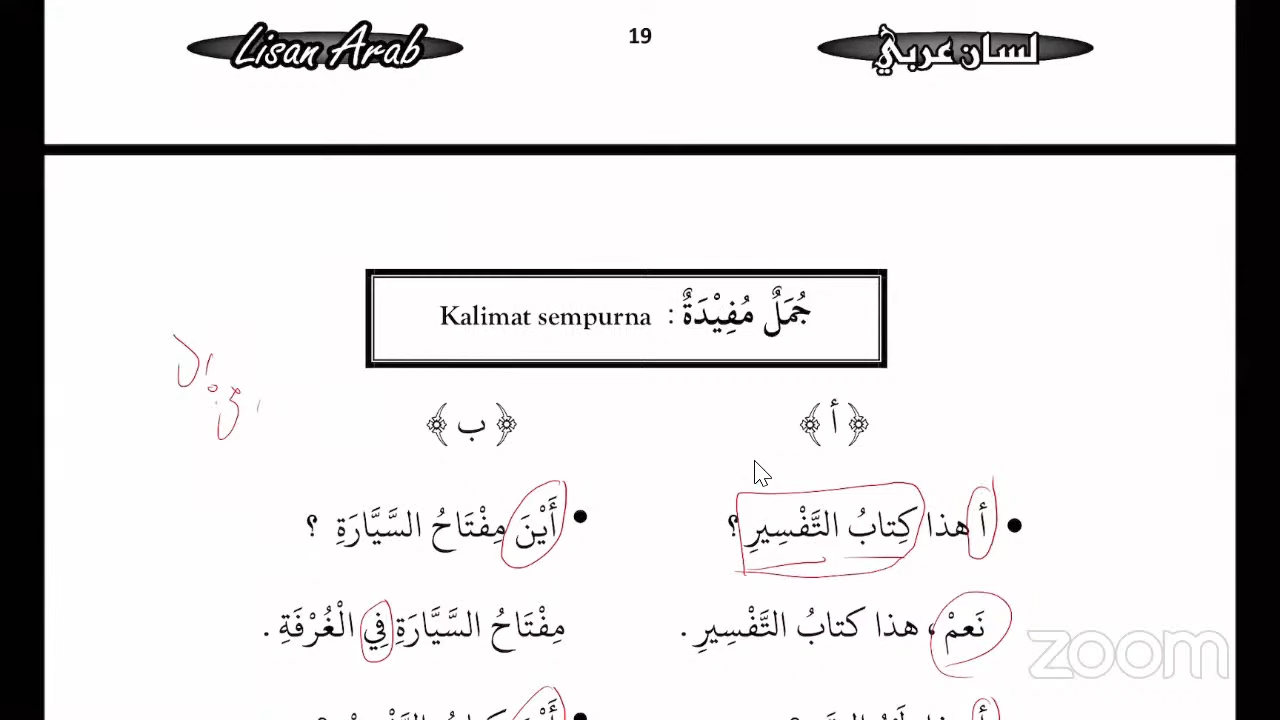 Lisan Arab 19 لسان عربي
جُمَلٌ مُفِيْدَةٌ : Kalimat sempurna
﴿ أ ﴾ ﴿ ب ﴾
• أ هذا كِتابُ التَّفْسِيرِ ؟
نَعمْ، هذا كتابُ التَّفْسِيرِ .
• أَيْنَ مِفْتَاحُ السَّيَّارَةِ ؟
مِفْتَاحُ السَّيَّارَةِ فِي الْغُرْفَةِ .
zoom